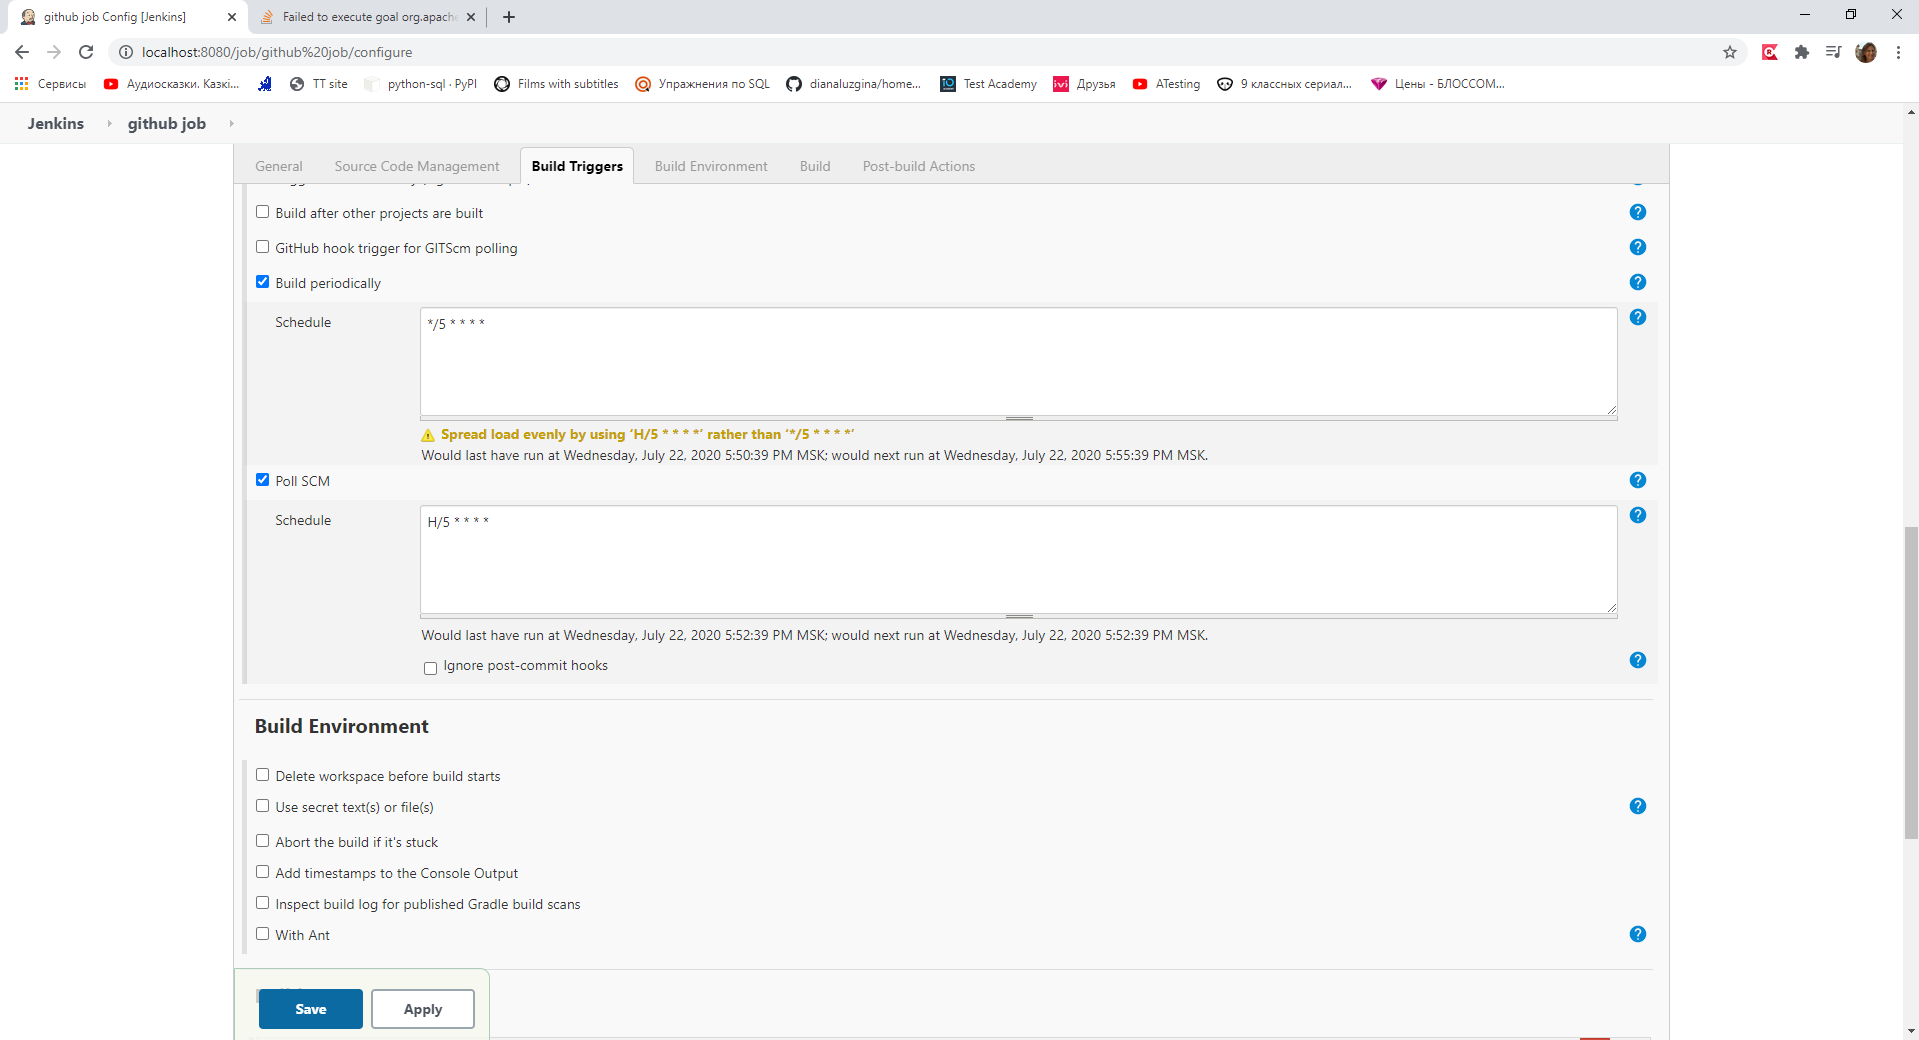 github job Config [Jenkins]
Failed to execute goal org.apache
localhost:8080/job/github%20job/configure
Сервисы
Аудиосказки. Казкі...
TT site
python-sql · PyPI
Films with subtitles
Упражнения по SQL
dianaluzgina/home...
Test Academy
Друзья
ATesting
9 классных сериал...
Цены - БЛОССОМ...
Jenkins
github job
General
Source Code Management
Build Triggers
Build Environment
Build
Post-build Actions
Build after other projects are built
GitHub hook trigger for GITScm polling
Build periodically
Schedule
*/5 * * * *
Spread load evenly by using ‘H/5 * * * *’ rather than ‘*/5 * * * *’
Would last have run at Wednesday, July 22, 2020 5:50:39 PM MSK; would next run at Wednesday, July 22, 2020 5:55:39 PM MSK.
Poll SCM
Schedule
H/5 * * * *
Would last have run at Wednesday, July 22, 2020 5:52:39 PM MSK; would next run at Wednesday, July 22, 2020 5:52:39 PM MSK.
Ignore post-commit hooks
Build Environment
Delete workspace before build starts
Use secret text(s) or file(s)
Abort the build if it's stuck
Add timestamps to the Console Output
Inspect build log for published Gradle build scans
With Ant
Save
Apply